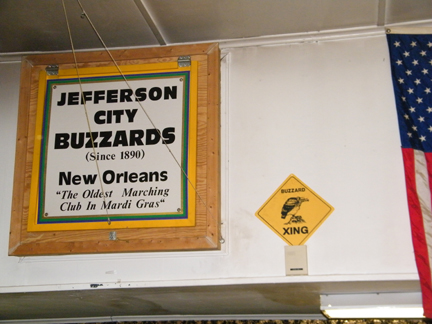 JEFFERSON
CITY
BUZZARDS
(Since 1890)
New Orleans
"The Oldest Marching
Club In Mardi Gras"
BUZZARD
XING